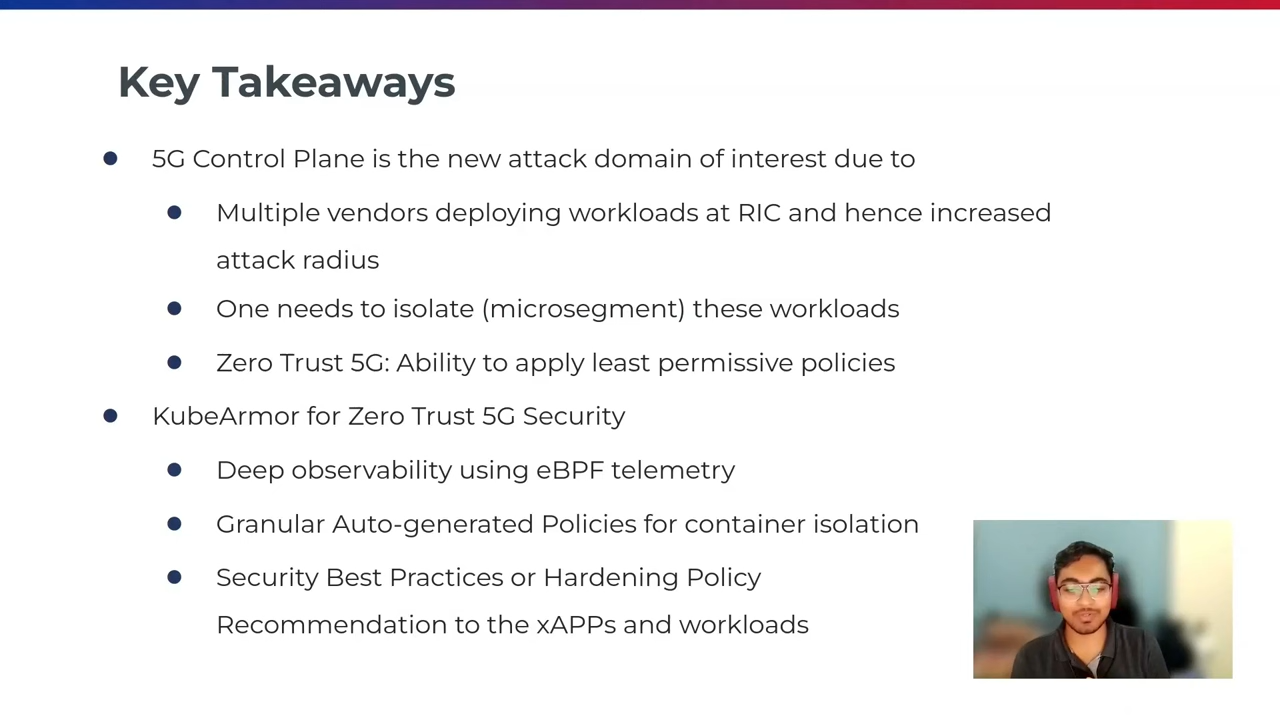 Key Takeaways
5G Control Plane is the new attack domain of interest due to
Multiple vendors deploying workloads at RIC and hence increased
attack radius
One needs to isolate (microsegment) these workloads
Zero Trust 5G: Ability to apply least permissive policies
KubeArmor for Zero Trust 5G Security
Deep observability using eBPF telemetry
Granular Auto-generated Policies for container isolation
Security Best Practices or Hardening Policy
Recommendation to the xAPPs and workloads